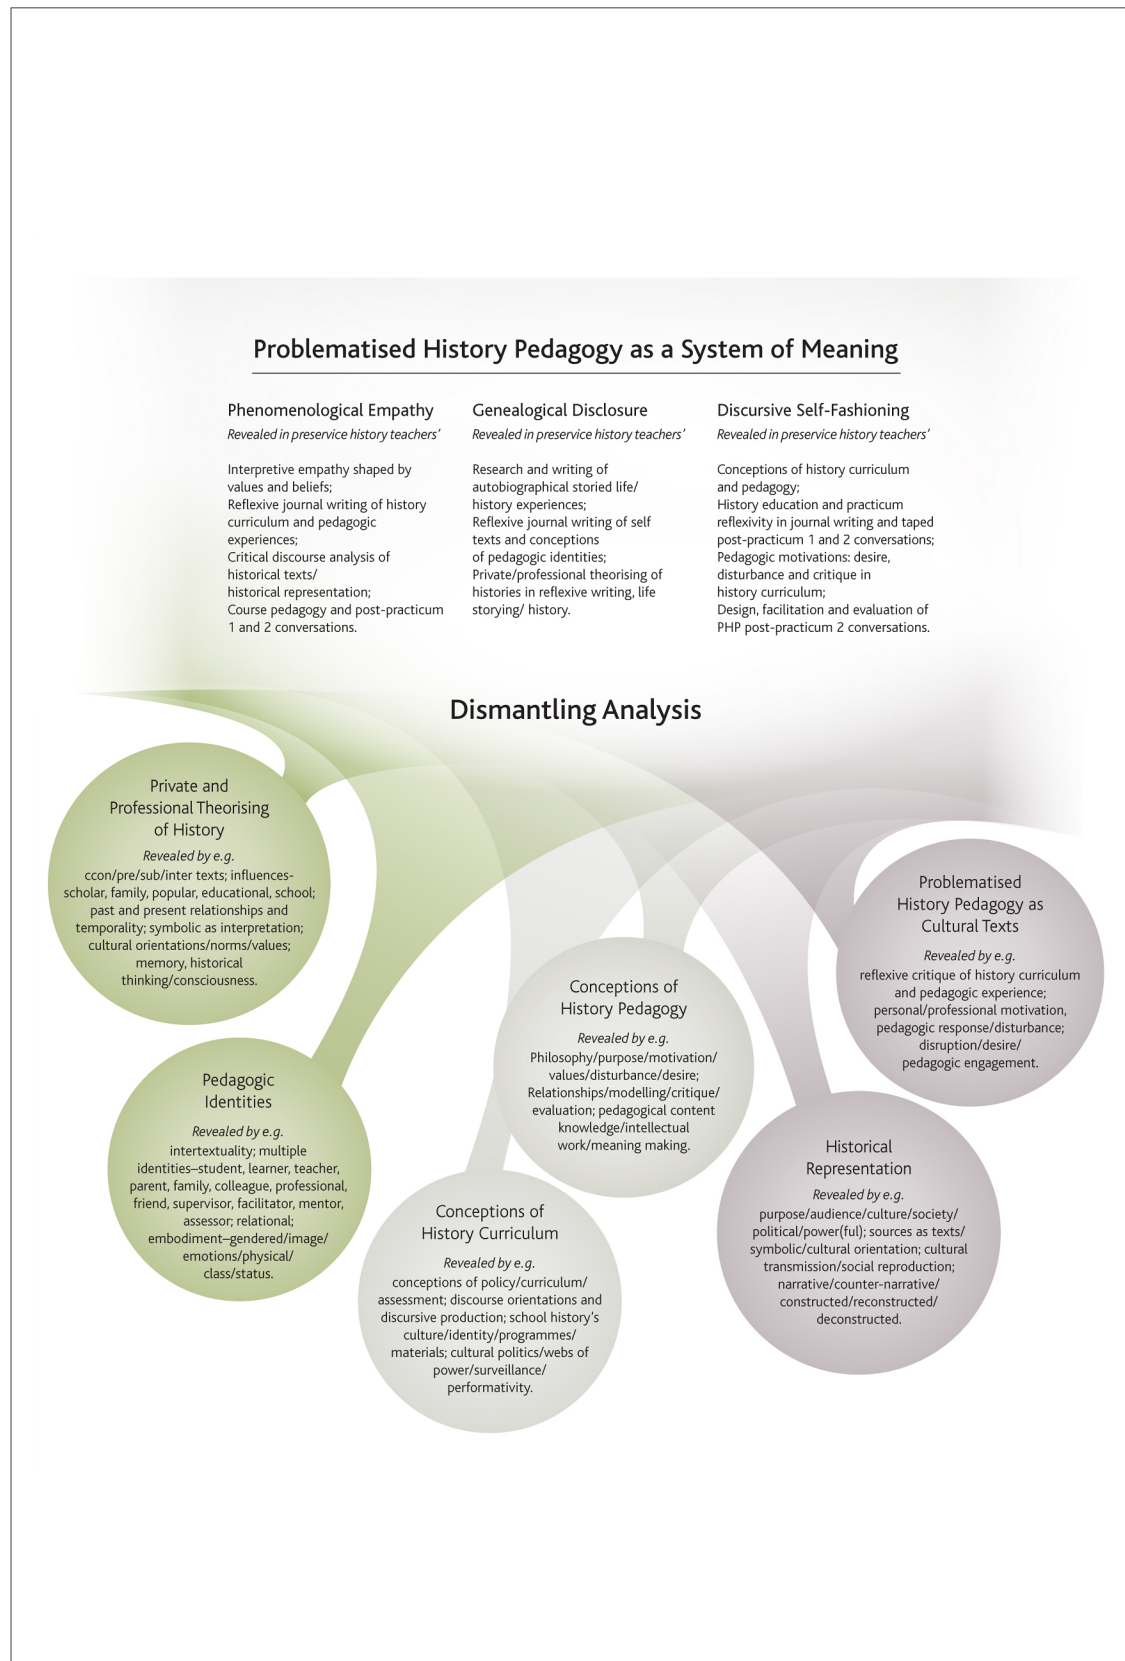 Problematised History Pedagogy as a System of Meaning
Phenomenological Empathy
Revealed in preservice history teachers’
Interpretive empathy shaped by
values and beliefs;
Reflexive journal writing of history
curriculum and pedagogic
experiences;
Critical discourse analysis of
historical texts/
historical representation;
Course pedagogy and post-practicum
1 and 2 conversations.
Genealogical Disclosure
Revealed in preservice history teachers’
Research and writing of
autobiographical storied life/
history experiences;
Reflexive journal writing of self
texts and conceptions
of pedagogic identities;
Private/professional theorising of
histories in reflexive writing, life
storying/ history.
Discursive Self-Fashioning
Revealed in preservice history teachers’
Conceptions of history curriculum
and pedagogy;
History education and practicum
reflexivity in journal writing and taped
post-practicum 1 and 2 conversations;
Pedagogic motivations: desire,
disturbance and critique in
history curriculum;
Design, facilitation and evaluation of
PHP post-practicum 2 conversations.
Dismantling Analysis
Private and
Professional Theorising
of History
Revealed by e.g.
ccon/pre/sub/inter texts; influences-
scholar, family, popular, educational, school;
past and present relationships and
temporality; symbolic as interpretation;
cultural orientations/norms/values;
memory, historical
thinking/consciousness.
Pedagogic
Identities
Revealed by e.g.
intertextuality; multiple
identities–student, learner, teacher,
parent, family, colleague, professional,
friend, supervisor, facilitator, mentor,
assessor; relational;
embodiment–gendered/image/
emotions/physical/
class/status.
Conceptions of
History Curriculum
Revealed by e.g.
conceptions of policy/curriculum/
assessment; discourse orientations and
discursive production; school history’s
culture/identity/programmes/
materials; cultural politics/webs of
power/surveillance/
performativity.
Conceptions of
History Pedagogy
Revealed by e.g.
Philosophy/purpose/motivation/
values/disturbance/desire;
Relationships/modelling/critique/
evaluation; pedagogical content
knowledge/intellectual
work/meaning making.
Historical
Representation
Revealed by e.g.
purpose/audience/culture/society/
political/power(ful); sources as texts/
symbolic/cultural orientation; cultural
transmission/social reproduction;
narrative/counter-narrative/
constructed/reconstructed/
deconstructed.
Problematised
History Pedagogy as
Cultural Texts
Revealed by e.g.
reflexive critique of history curriculum
and pedagogic experience;
personal/professional motivation,
pedagogic response/disturbance;
disruption/desire/
pedagogic engagement.